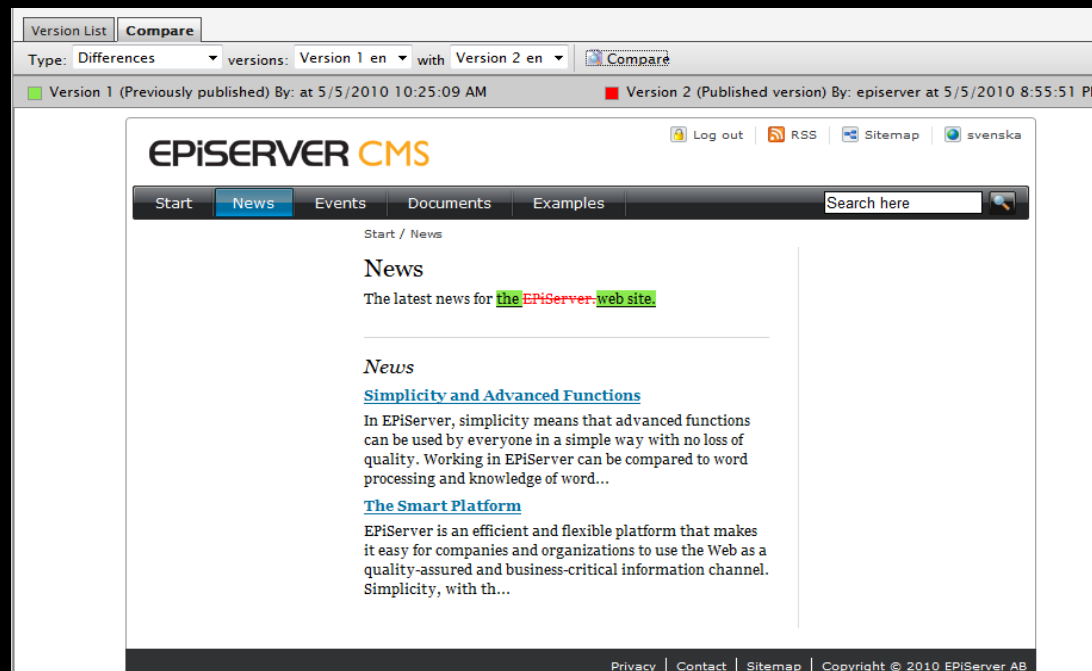 Version List Compare
Type: Differences versions: Version 1 en with Version 2 en Compare
Version 1 (Previously published) By: at 5/5/2010 10:25:09 AM Version 2 (Published version) By: episerver at 5/5/2010 8:55:51 P
EPiSERVER CMS
Log out RSS Sitemap svenska
Start News Events Documents Examples Search here
Start / News
News
The latest news for the EPiServer. web site.
News
Simplicity and Advanced Functions
In EPiServer, simplicity means that advanced functions
can be used by everyone in a simple way with no loss of
quality. Working in EPiServer can be compared to word
processing and knowledge of word...
The Smart Platform
EPiServer is an efficient and flexible platform that makes
it easy for companies and organizations to use the Web as a
quality-assured and business-critical information channel.
Simplicity, with th...
Privacy | Contact | Sitemap | Copyright © 2010 EPiServer AB